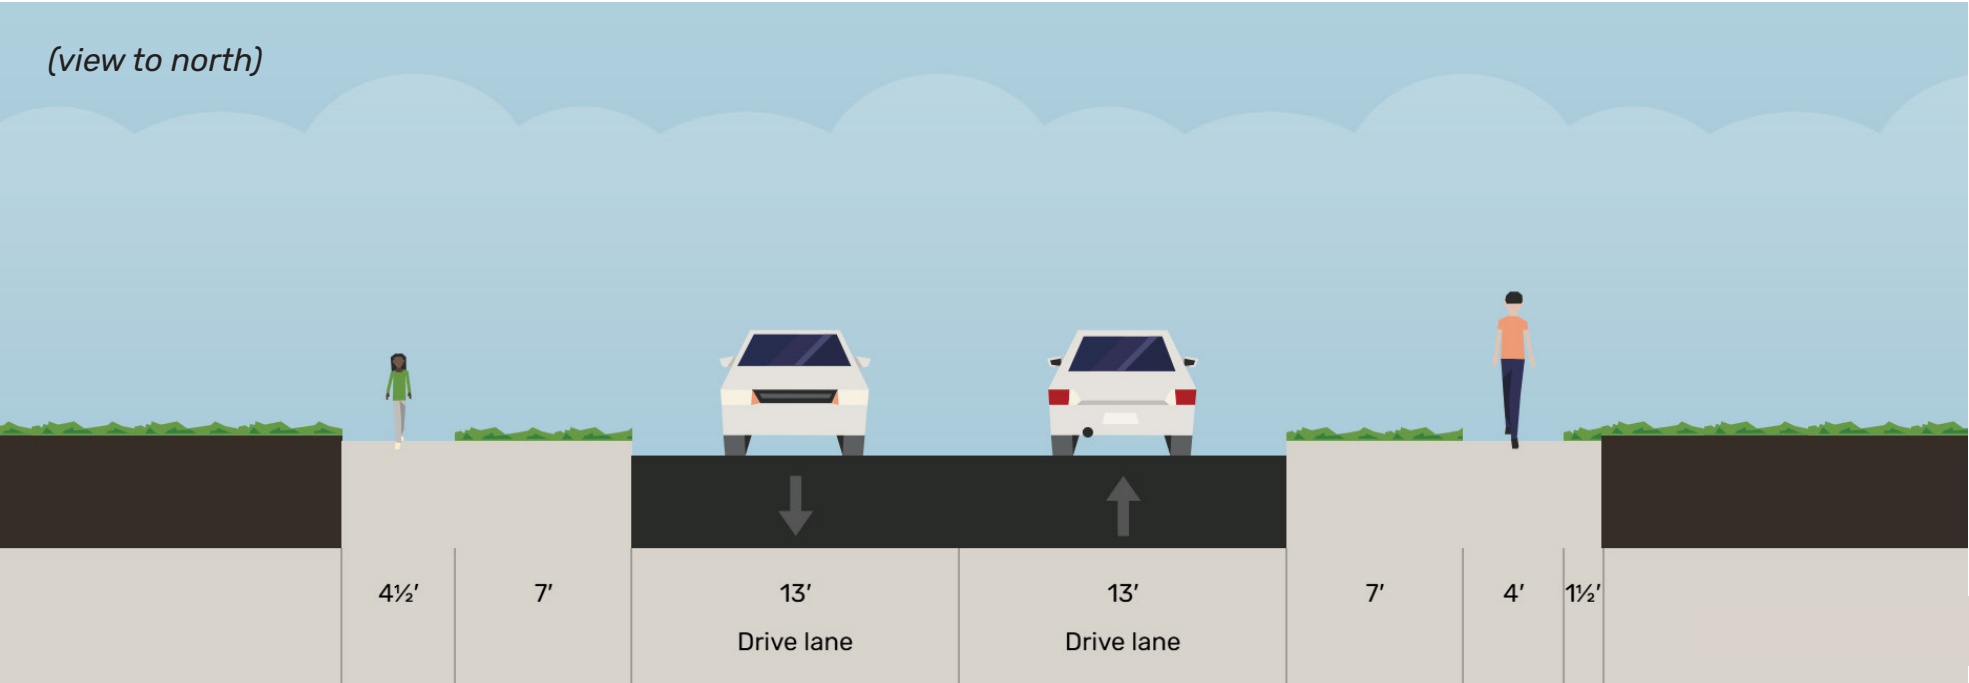 (view to north)
4½′ 7′ 13′ 13′ 7′ 4′ 1½′
Drive lane Drive lane